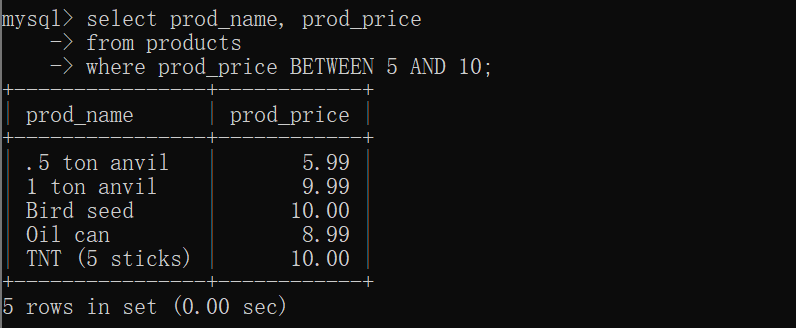 mysql> select prod_name, prod_price
    -> from products
    -> where prod_price BETWEEN 5 AND 10;
+----------------+------------+
| prod_name      | prod_price |
+----------------+------------+
| .5 ton anvil   |       5.99 |
| 1 ton anvil    |       9.99 |
| Bird seed      |      10.00 |
| Oil can        |       8.99 |
| TNT (5 sticks) |      10.00 |
+----------------+------------+
5 rows in set (0.00 sec)